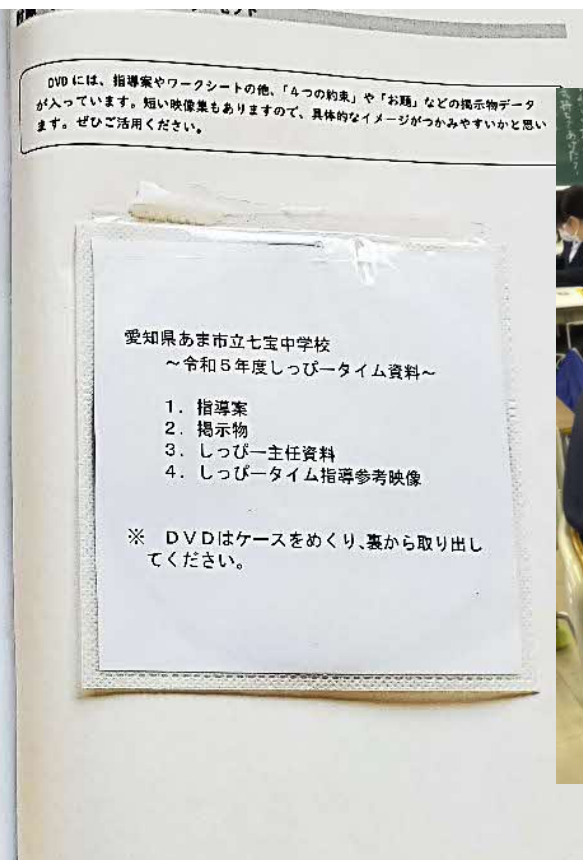 DVDには、指導案やワークシートの他、「4つの約束」や「お題」などの掲示物データ
が入っています。短い映像集もありますので、具体的なイメージがつかみやすいかと思い
ます。ぜひご活用ください。
愛知県あま市立七宝中学校
～令和5年度しっぴータイム資料～
1. 指導案
2. 掲示物
3. しっぴー主任資料
4. しっぴータイム指導参考映像
※ DVDはケースをめくり、裏から取り出し
てください。